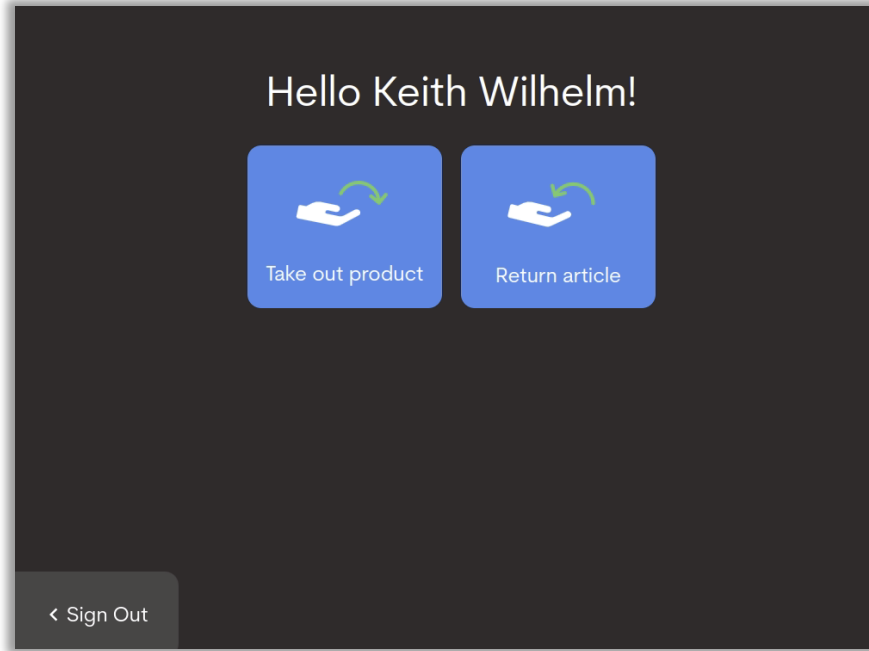 Hello Keith Wilhelm!
Take out product
Return article
< Sign Out